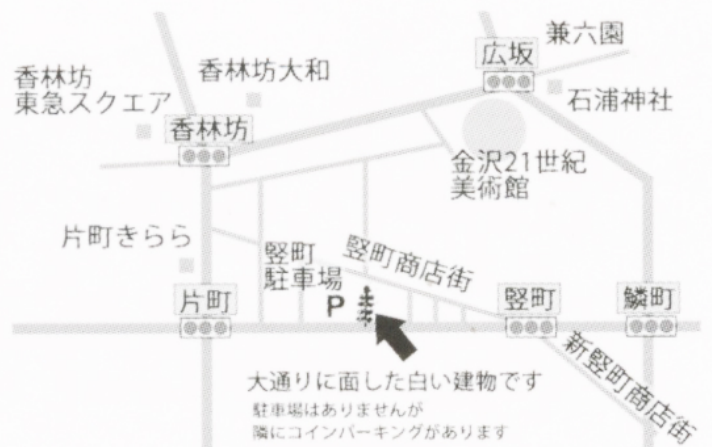 兼六園
広坂
香林坊大和
香林坊
東急スクエア
石浦神社
香林坊
金沢21世紀
美術館
片町きらら
竪町
駐車場
竪町商店街
P
片町
竪町
鱗町
新竪町商店街
大通りに面した白い建物です
駐車場はありませんが
隣にコインパーキングがあります